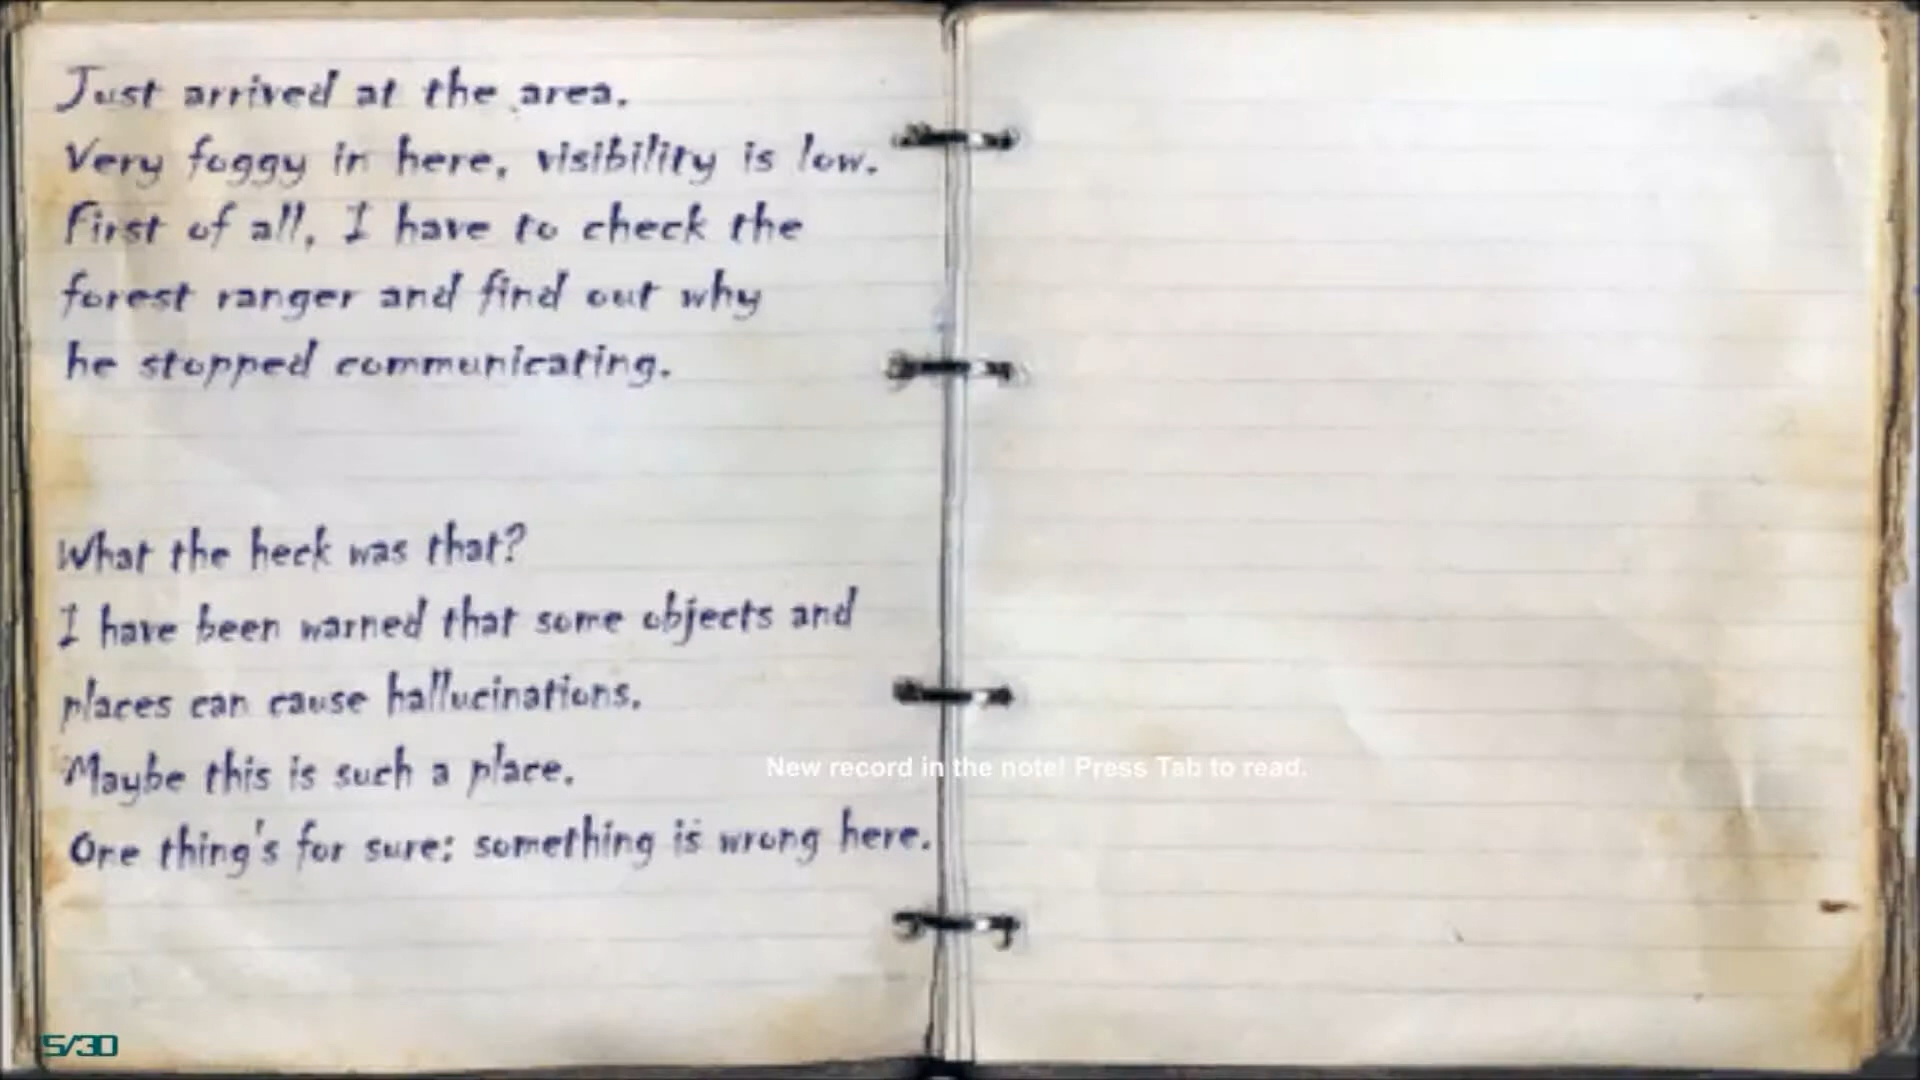 Just arrived at the area.
Very foggy in here, visibility is low.
First of all, I have to check the
forest ranger and find out why
he stopped communicating.
What the heck was that?
I have been warned that some objects and
places can cause hallucinations.
Maybe this is such a place.
New record in the note! Press Tab to read.
One thing's for sure: something is wrong here.
5/30